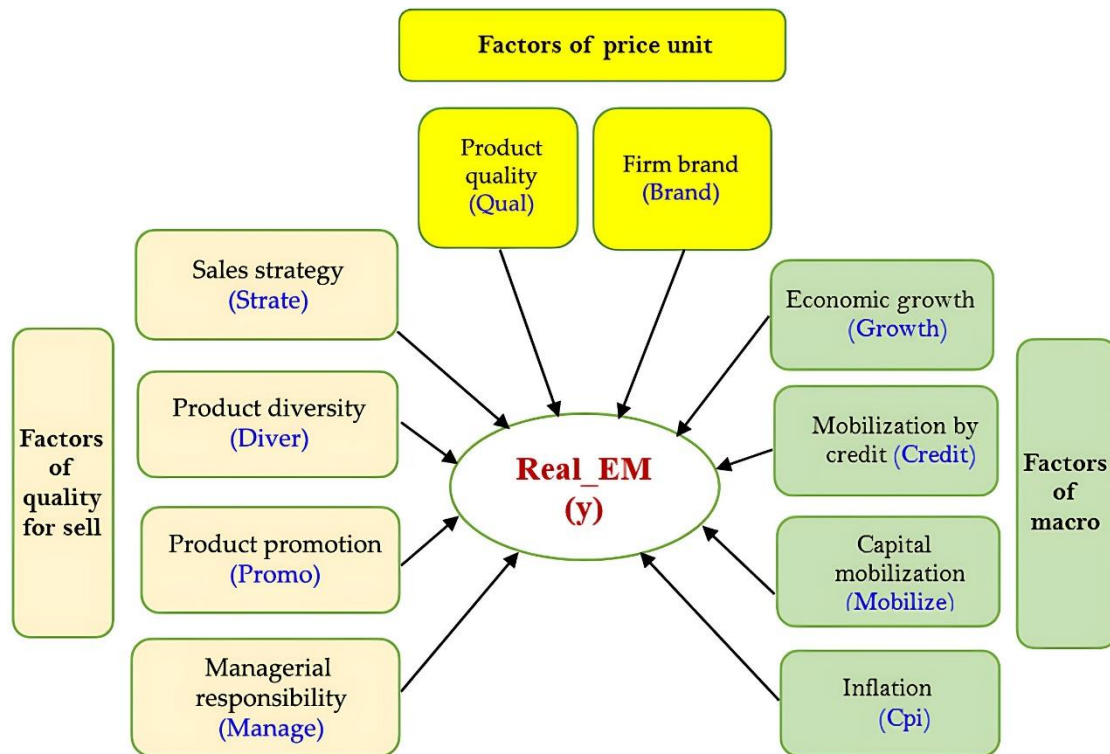 Factors of price unit
Product
quality
(Qual)
Firm brand
(Brand)
Sales strategy
(Strate)
Economic growth
(Growth)
Product diversity
(Diver)
Mobilization by
credit (Credit)
Factors
of
quality
for sell
Real_EM
(y)
Factors
of
macro
Product promotion
(Promo)
Capital
mobilization
(Mobilize)
Managerial
responsibility
(Manage)
Inflation
(Cpi)